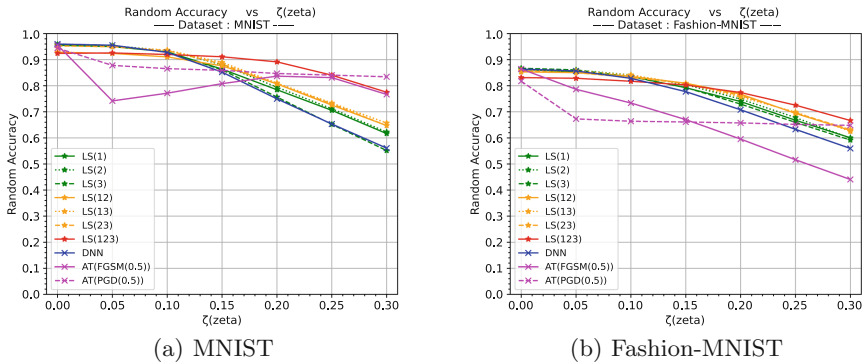 Random Accuracy vs ζ(zeta)
—— Dataset : MNIST -.——
Random Accuracy
1.0
0.9
0.8
0.7
0.6
0.5
0.4
0.3
0.2
0.1
0.0
LS(1)
LS(2)
LS(3)
LS(12)
LS(13)
LS(23)
LS(123)
DNN
AT(FGSM(0.5))
AT(PGD(0.5))
0.00 0.05 0.10 0.15 0.20 0.25 0.30
ζ(zeta)
(a) MNIST
Random Accuracy vs ζ(zeta)
—— Dataset : Fashion-MNIST —.—
Random Accuracy
1.0
0.9
0.8
0.7
0.6
0.5
0.4
0.3
0.2
0.1
0.0
LS(1)
LS(2)
LS(3)
LS(12)
LS(13)
LS(23)
LS(123)
DNN
AT(FGSM(0.5))
AT(PGD(0.5))
0.00 0.05 0.10 0.15 0.20 0.25 0.30
ζ(zeta)
(b) Fashion-MNIST